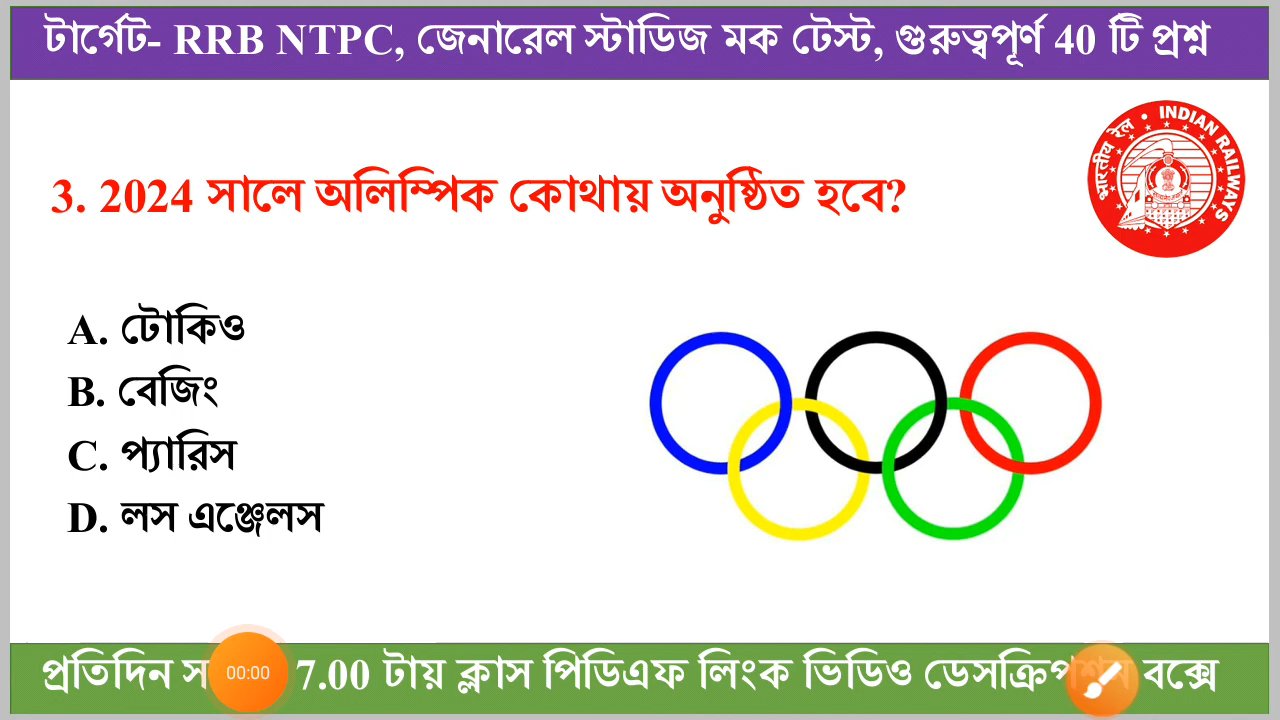 টার্গেট- RRB NTPC, জেনারেল স্টাডিজ মক টেস্ট, গুরুত্বপূর্ণ 40 টি প্রশ্ন
भारतीय रेल • INDIAN RAILWAYS
3. 2024 সালে অলিম্পিক কোথায় অনুষ্ঠিত হবে?
A. টোকিও
B. বেজিং
C. প্যারিস
D. লস এঞ্জেলস
প্রতিদিন 7.00 টায় ক্লাস পিডিএফ লিংক ভিডিও বক্সে
00:00